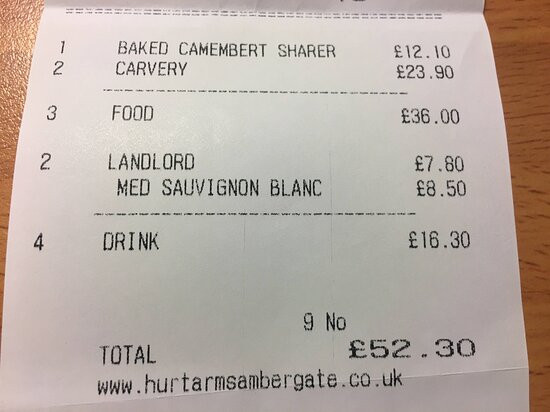 1 BAKED CAMEMBERT SHARER £12.10
2 CARVERY £23.90
3 FOOD £36.00
2 LANDLORD £7.80
MED SAUVIGNON BLANC £8.50
4 DRINK £16.30
9 No
TOTAL £52.30
www.hurtarmsambergate.co.uk